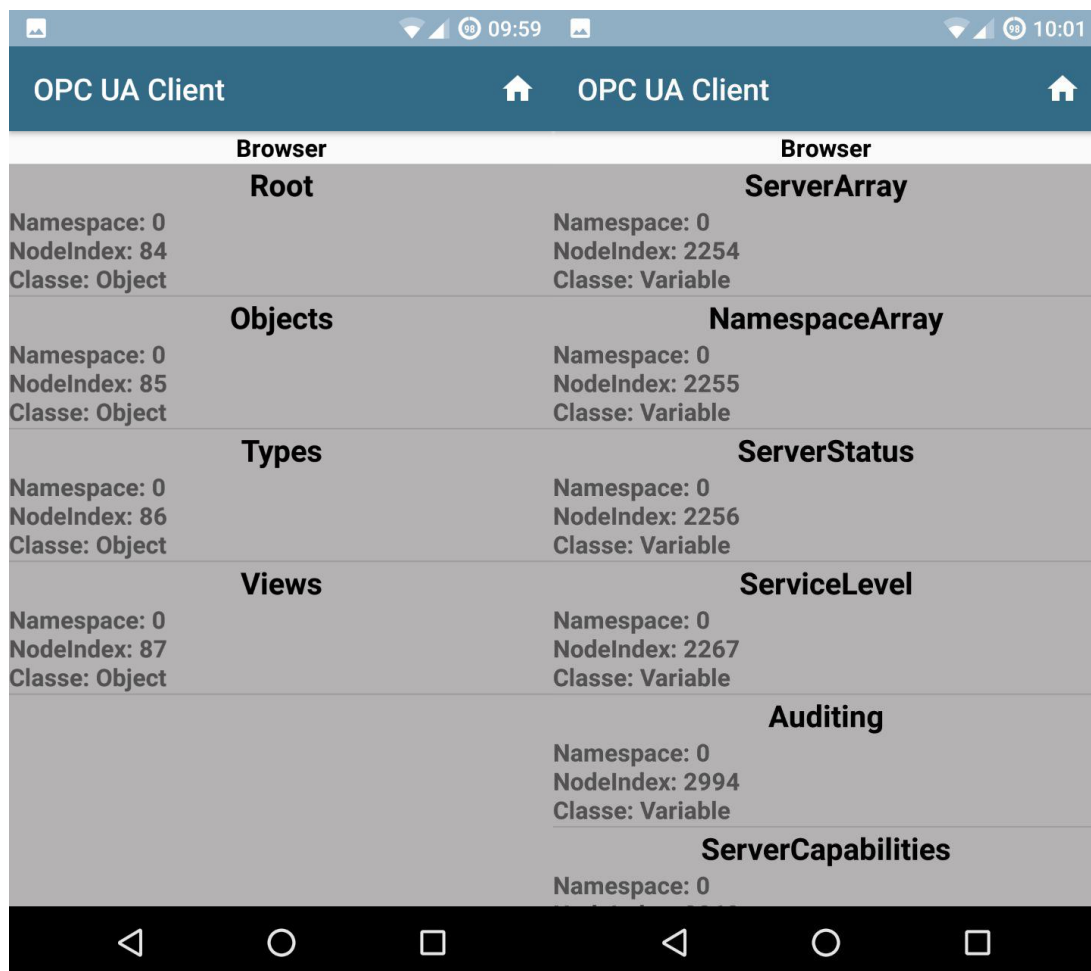 98 09:59
OPC UA Client
Browser
Root
Namespace: 0
NodeIndex: 84
Classe: Object
Objects
Namespace: 0
NodeIndex: 85
Classe: Object
Types
Namespace: 0
NodeIndex: 86
Classe: Object
Views
Namespace: 0
NodeIndex: 87
Classe: Object
98 10:01
OPC UA Client
Browser
ServerArray
Namespace: 0
NodeIndex: 2254
Classe: Variable
NamespaceArray
Namespace: 0
NodeIndex: 2255
Classe: Variable
ServerStatus
Namespace: 0
NodeIndex: 2256
Classe: Variable
ServiceLevel
Namespace: 0
NodeIndex: 2267
Classe: Variable
Auditing
Namespace: 0
NodeIndex: 2994
Classe: Variable
ServerCapabilities
Namespace: 0